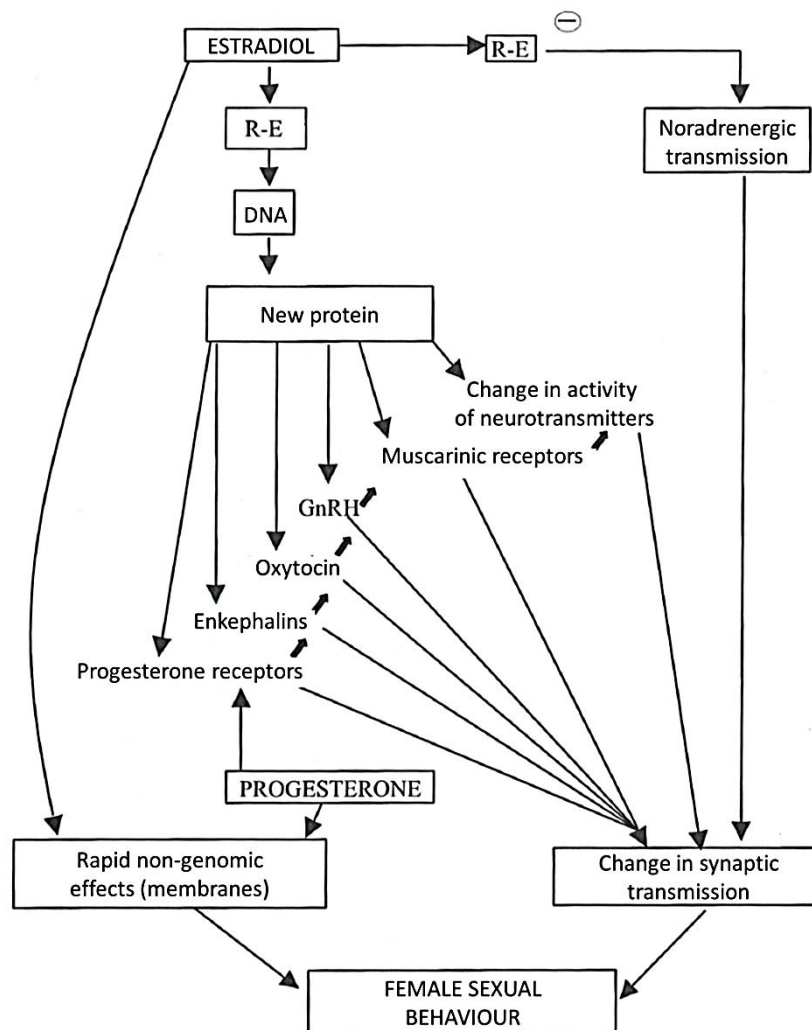 ESTRADIOL
R-E
−
R-E
Noradrenergic
transmission
DNA
New protein
Change in activity
of neurotransmitters
Muscarinic receptors
GnRH
Oxytocin
Enkephalins
Progesterone receptors
PROGESTERONE
Rapid non-genomic
effects (membranes)
Change in synaptic
transmission
FEMALE SEXUAL
BEHAVIOUR